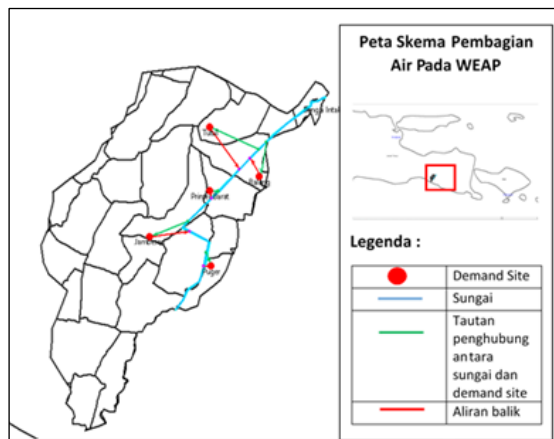 Peta Skema Pembagian
Air Pada WEAP
Jambesari
Puger
Legenda :
Demand Site
Sungai
Tautan
penghubung
antara
sungai dan
demand site
Aliran balik